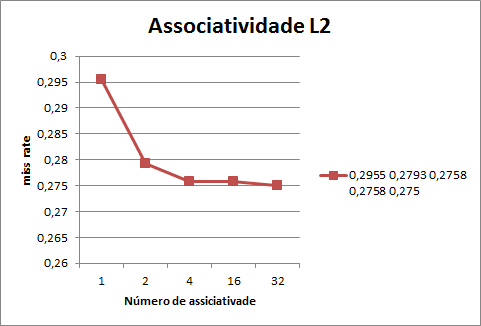 Associatividade L2
miss rate
0,3
0,295
0,29
0,285
0,28
0,275
0,27
0,265
0,26
1 2 4 16 32
Número de assiciativade
0,2955 0,2793 0,2758
0,2758 0,275